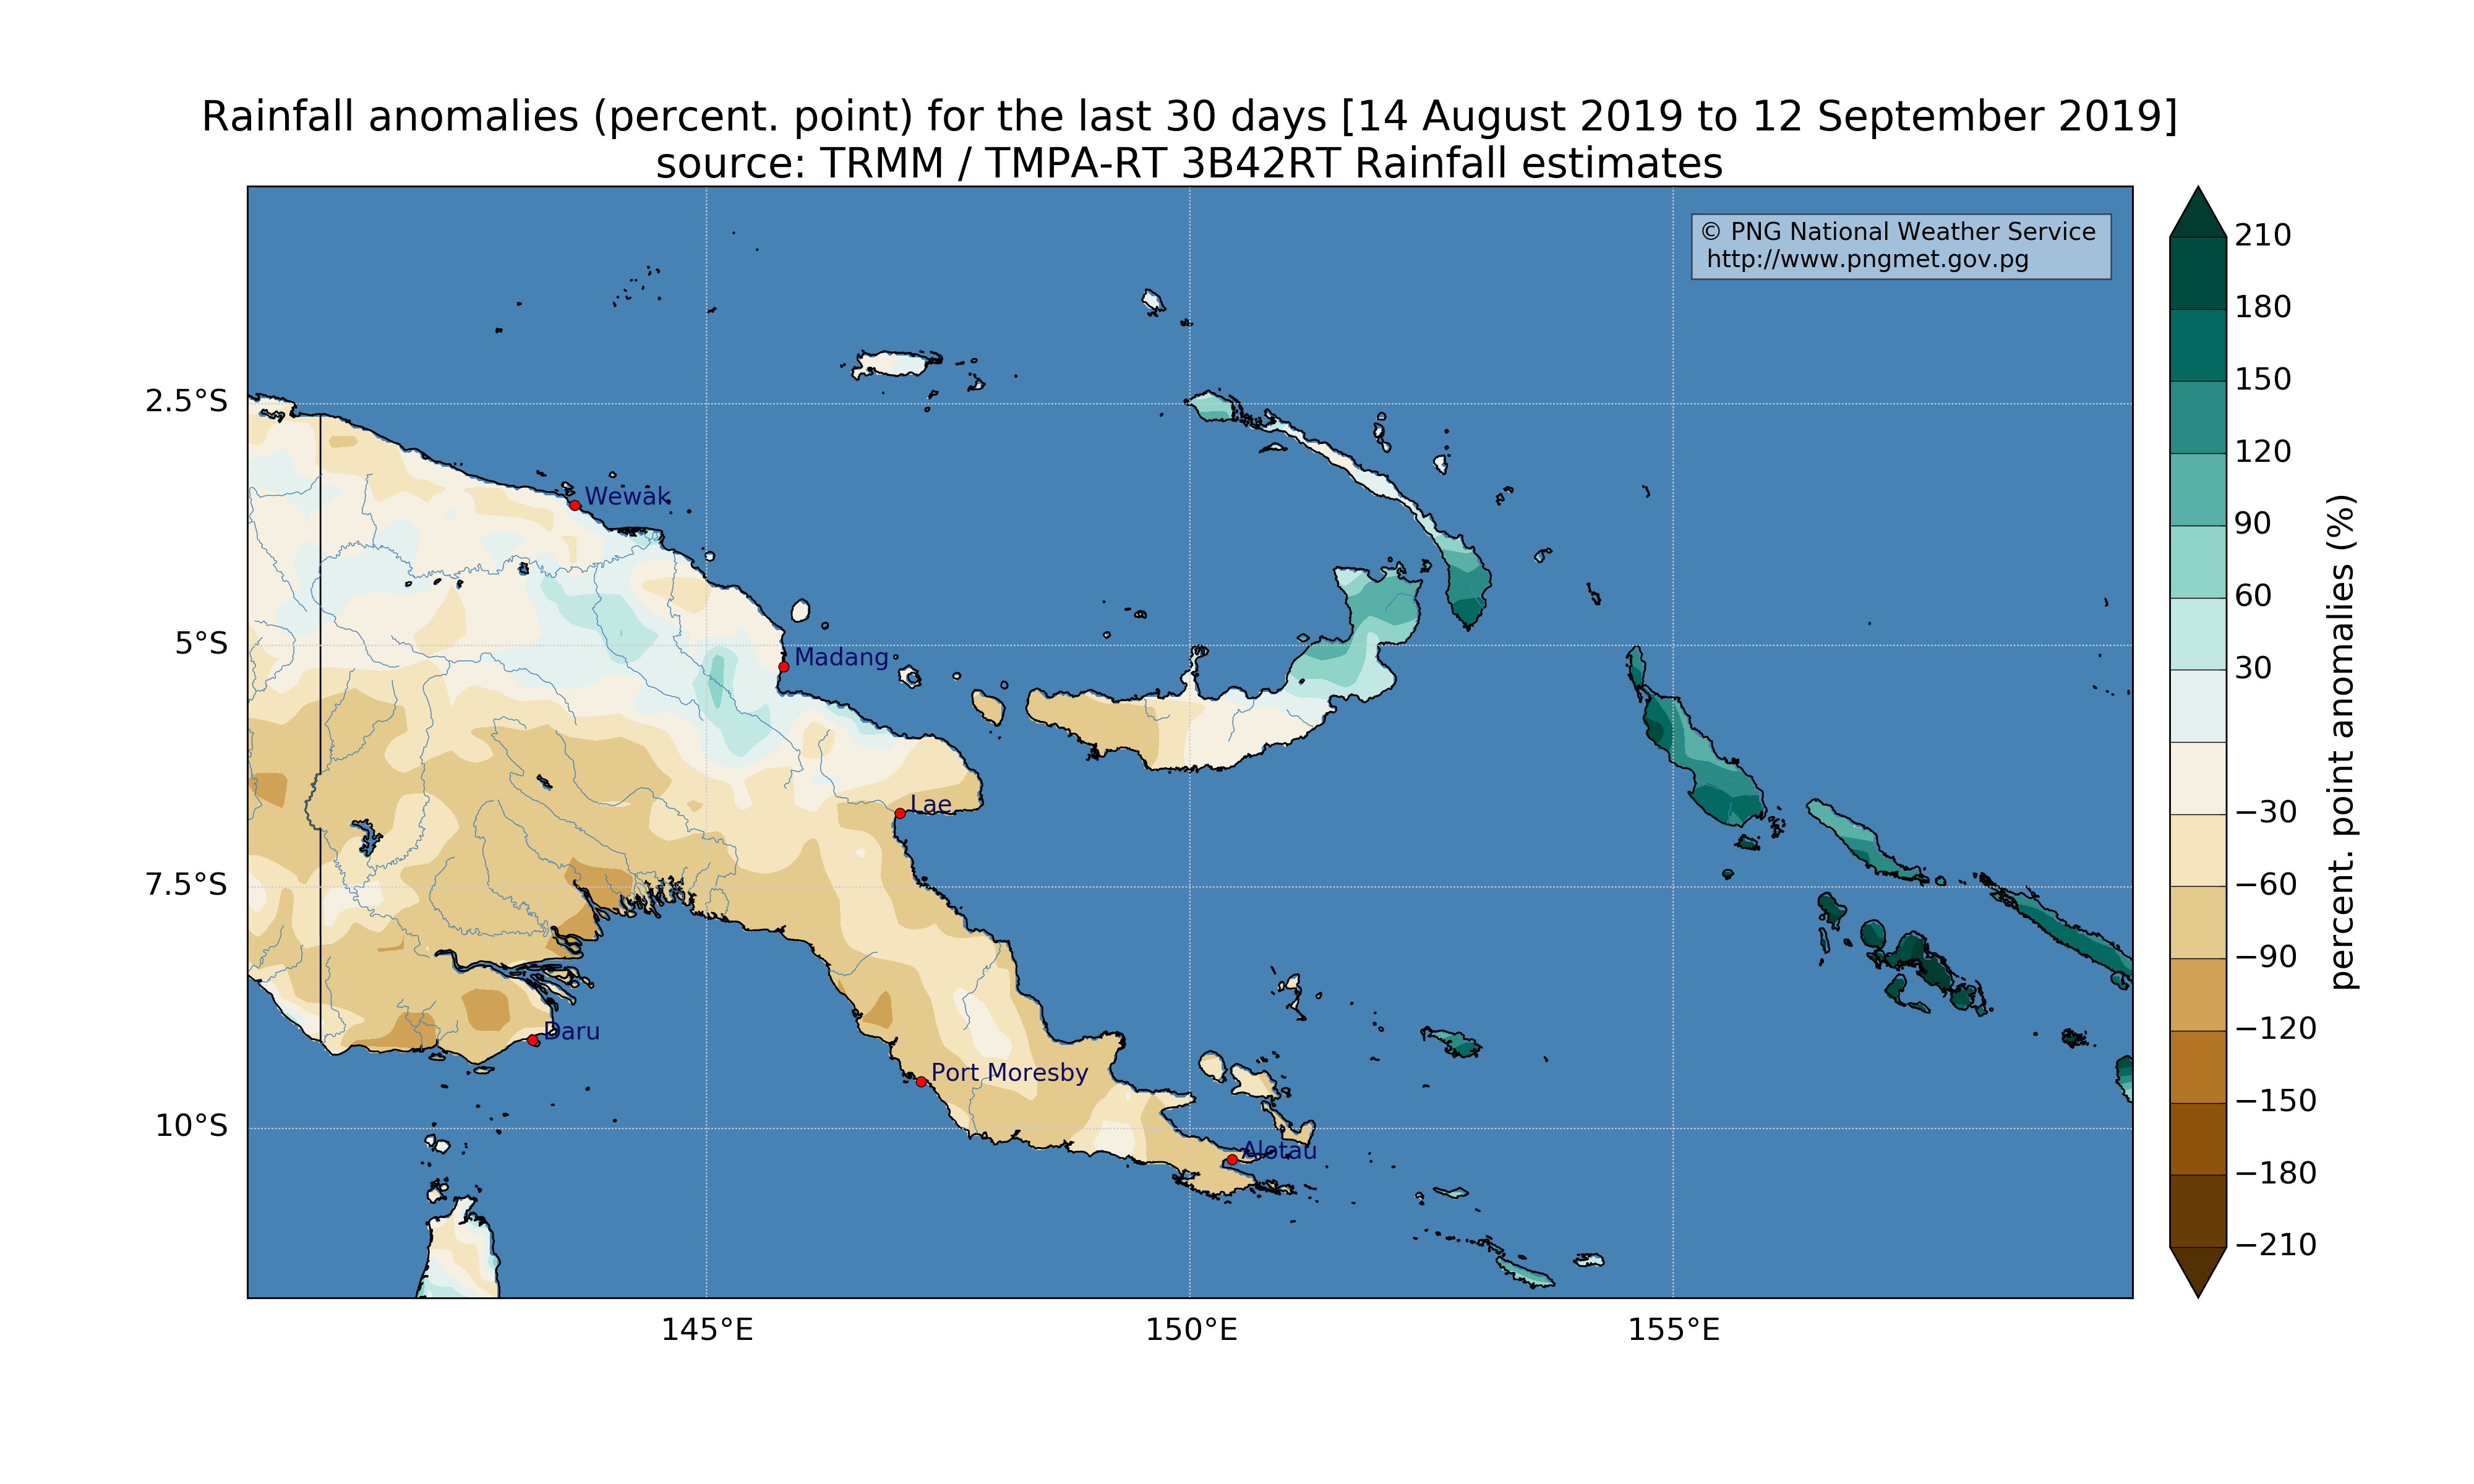 Rainfall anomalies (percent. point) for the last 30 days [14 August 2019 to 12 September 2019]
source: TRMM / TMPA-RT 3B42RT Rainfall estimates
© PNG National Weather Service
http://www.pngmet.gov.pg
2.5°S
5°S
7.5°S
10°S
Wewak
Madang
Lae
Daru
Port Moresby
Alotau
145°E
150°E
155°E
210
180
150
120
90
60
30
−30
−60
−90
−120
−150
−180
−210
percent. point anomalies (%)